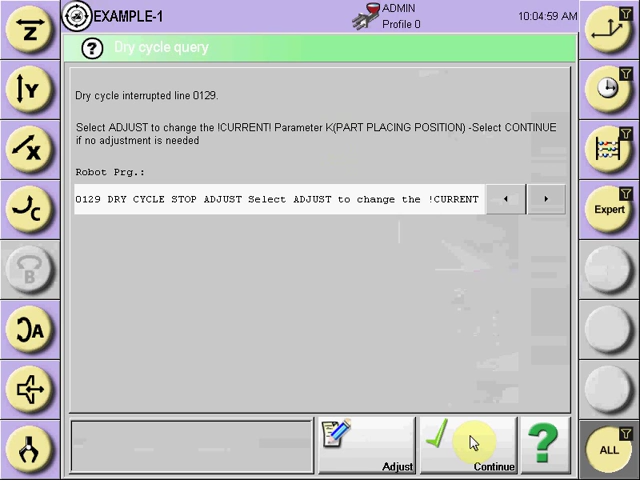 EXAMPLE-1
ADMIN
Profile 0
10:04:59 AM
? Dry cycle query
Dry cycle interrupted line 0129.
Select ADJUST to change the !CURRENT! Parameter K(PART PLACING POSITION) -Select CONTINUE
if no adjustment is needed
Robot Prg.:
0129 DRY CYCLE STOP ADJUST Select ADJUST to change the !CURRENT
Z
Y
X
C
B
A
Expert
ALL
Adjust
Continue
?